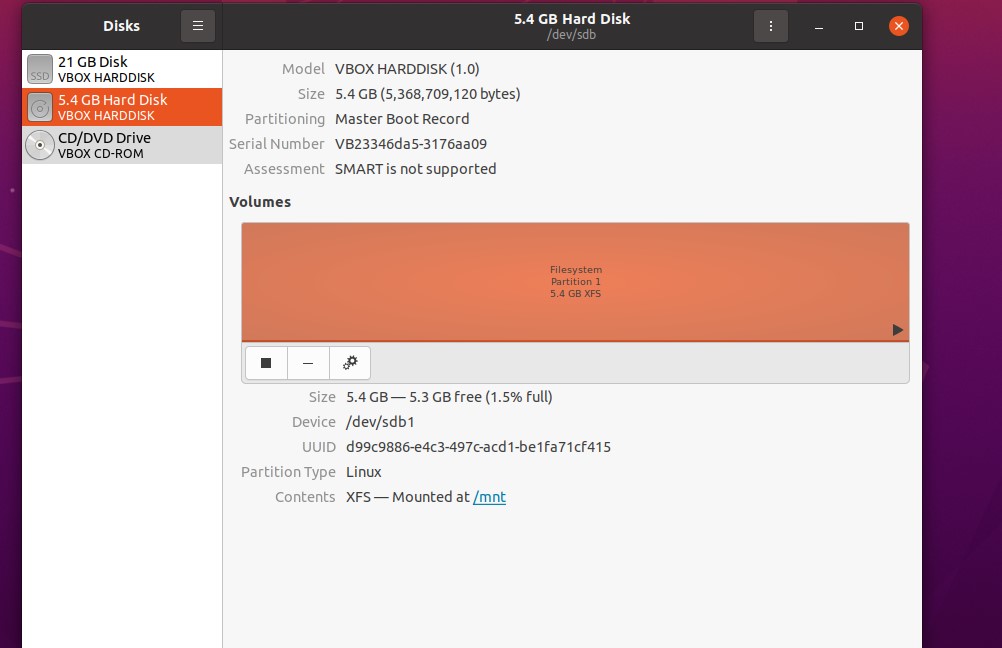 Disks
5.4 GB Hard Disk
/dev/sdb
SSD
21 GB Disk
VBOX HARDDISK
5.4 GB Hard Disk
VBOX HARDDISK
CD/DVD Drive
VBOX CD-ROM
Model VBOX HARDDISK (1.0)
Size 5.4 GB (5,368,709,120 bytes)
Partitioning Master Boot Record
Serial Number VB23346da5-3176aa09
Assessment SMART is not supported
Volumes
Filesystem
Partition 1
5.4 GB XFS
Size 5.4 GB — 5.3 GB free (1.5% full)
Device /dev/sdb1
UUID d99c9886-e4c3-497c-acd1-be1fa71cf415
Partition Type Linux
Contents XFS — Mounted at /mnt